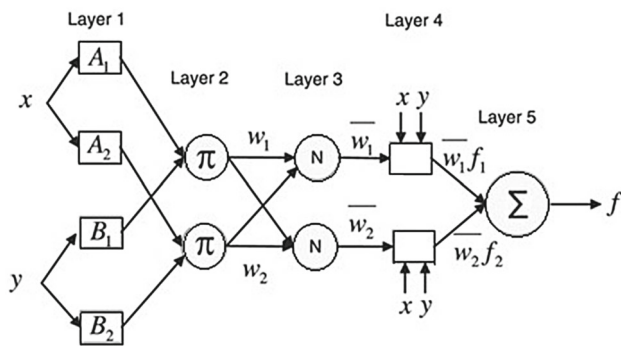 Layer 1
Layer 2
Layer 3
Layer 4
Layer 5
x
y
A₁
A₂
B₁
B₂
π
π
w₁
w₂
N
N
w̅₁
w̅₂
x y
x y
w̅₁f₁
w̅₂f₂
Σ
f